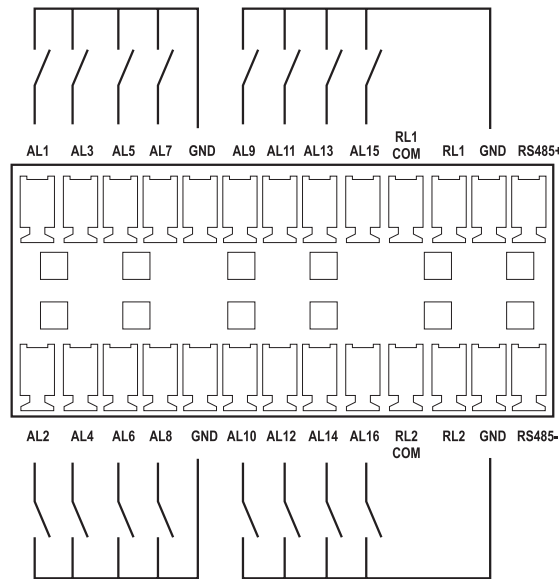 AL1 AL3 AL5 AL7 GND AL9 AL11 AL13 AL15 RL1 COM RL1 GND RS485+
AL2 AL4 AL6 AL8 GND AL10 AL12 AL14 AL16 RL2 COM RL2 GND RS485-